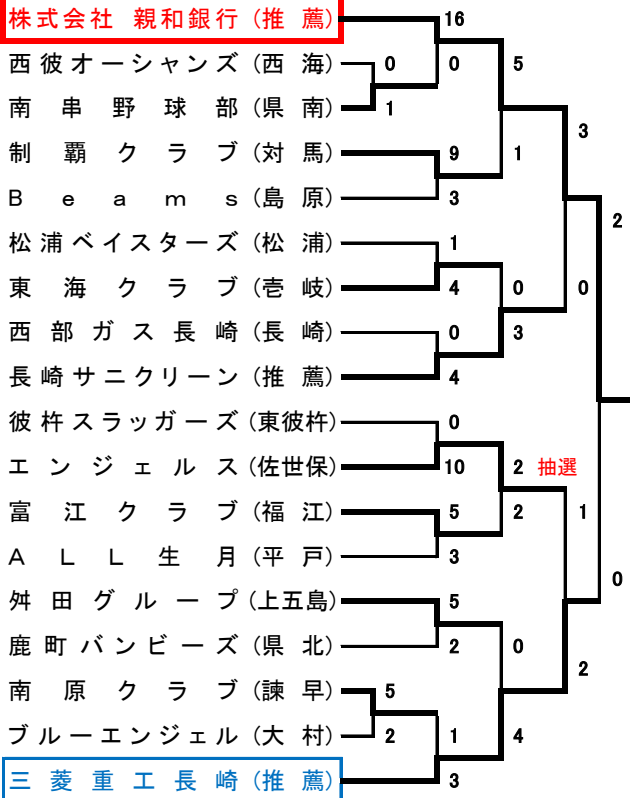 株式会社 親和銀行(推 薦)
西彼オーシャンズ(西 海)
南串野球部(県 南)
制覇クラブ(対 馬)
Beams(島 原)
松浦ベイスターズ(松 浦)
東海クラブ(壱 岐)
西部ガス長崎(長 崎)
長崎サニクリーン(推 薦)
彼杵スラッガーズ(東彼杵)
エンジェルス(佐世保)
富江クラブ(福 江)
ALL生月(平 戸)
舛田グループ(上五島)
鹿町バンビーズ(県 北)
南原クラブ(諫 早)
ブルーエンジェル(大 村)
三菱重工長崎(推 薦)
0
1
5
2
16
0
9
3
1
4
0
4
0
10
5
3
5
2
1
3
5
1
0
3
2 抽選
2
0
4
3
0
1
2
2
0